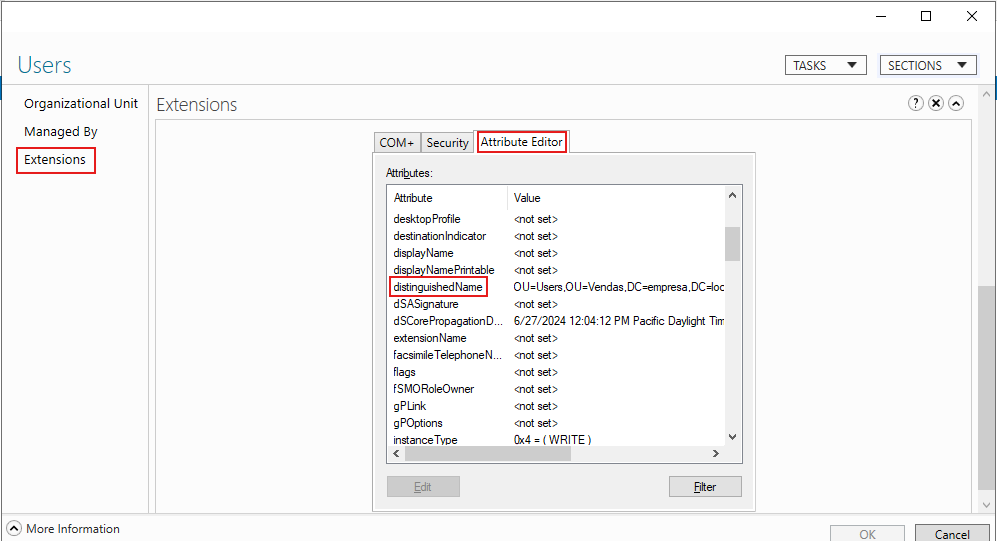 Users
TASKS
SECTIONS
Organizational Unit
Managed By
Extensions
Extensions
?
COM+ Security Attribute Editor
Attributes:
Attribute Value
desktopProfile <not set>
destinationIndicator <not set>
displayName <not set>
displayNamePrintable <not set>
distinguishedName OU=Users,OU=Vendas,DC=empresa,DC=loc
dSASignature <not set>
dSCorePropagationD... 6/27/2024 12:04:12 PM Pacific Daylight Tim
extensionName <not set>
facsimileTelephoneN... <not set>
flags <not set>
fSMORoleOwner <not set>
gPLink <not set>
gPOptions <not set>
instanceType 0x4 = ( WRITE )
Edit
Filter
More Information
OK
Cancel